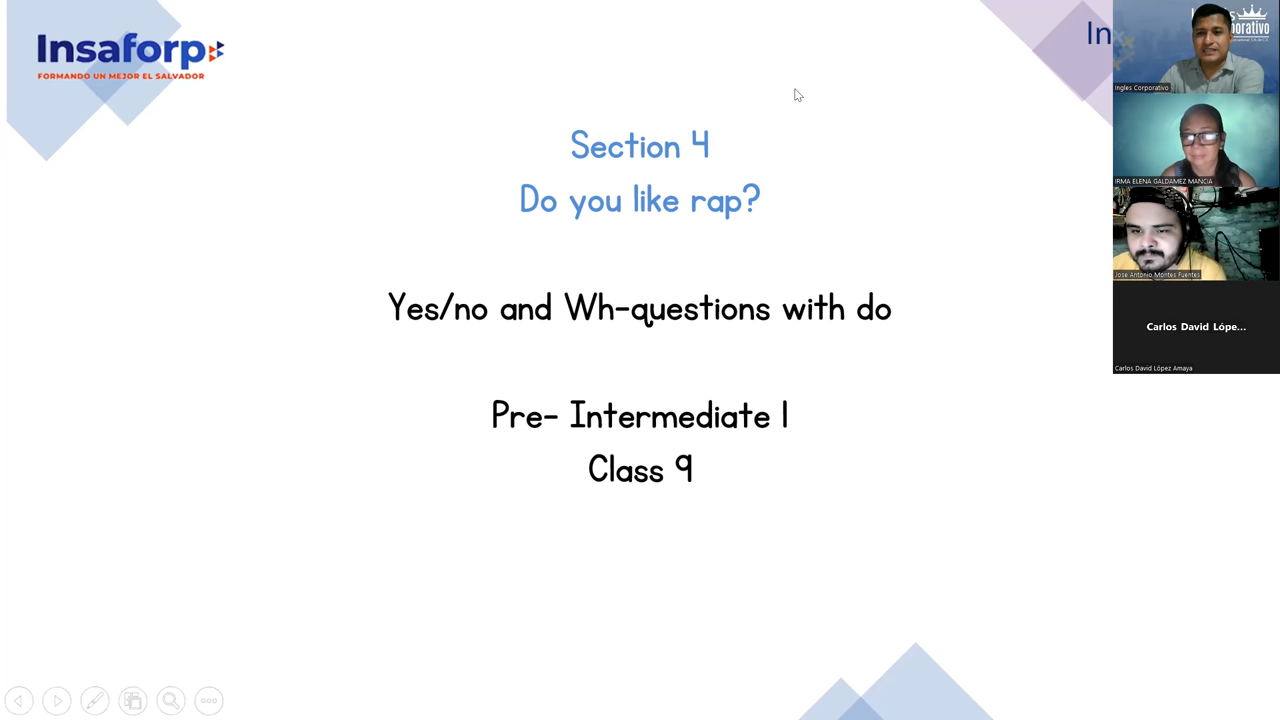 Insaforp
FORMANDO UN MEJOR EL SALVADOR
In
Section 4
Do you like rap?
Yes/no and Wh-questions with do
Pre- Intermediate 1
Class 9
Ingles Corporativo
IRMA ELENA GALDAMEZ MANCIA
Jose Antonio Montes Fuentes
Carlos David Lópe...
Carlos David López Amaya